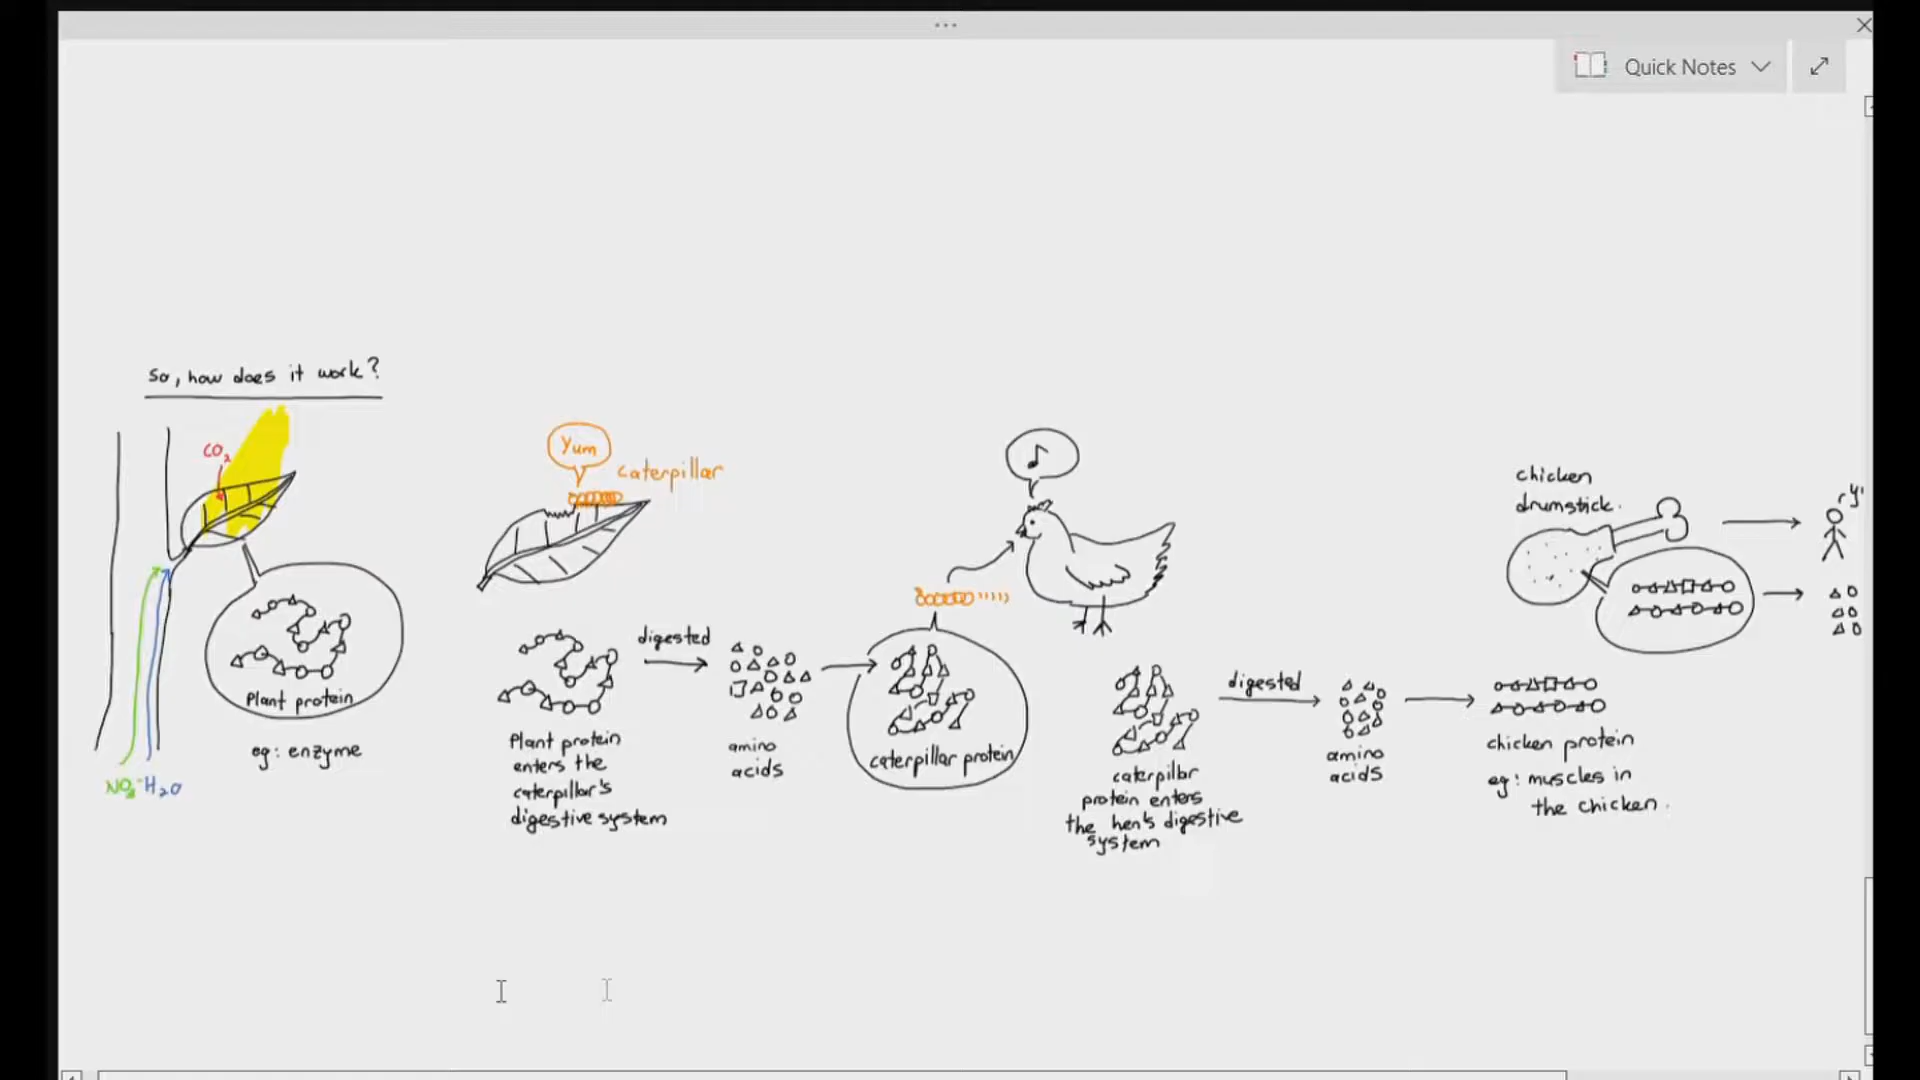 Quick Notes
So, how does it work?
CO2
Plant protein
eg: enzyme
NO3- H2O
Yum
caterpillar
digested
Plant protein
enters the
caterpillar's
digestive system
amino
acids
caterpillar protein
caterpillar
protein enters
the hen's digestive
system
digested
amino
acids
chicken
drumstick.
chicken protein
eg: muscles in
the chicken.